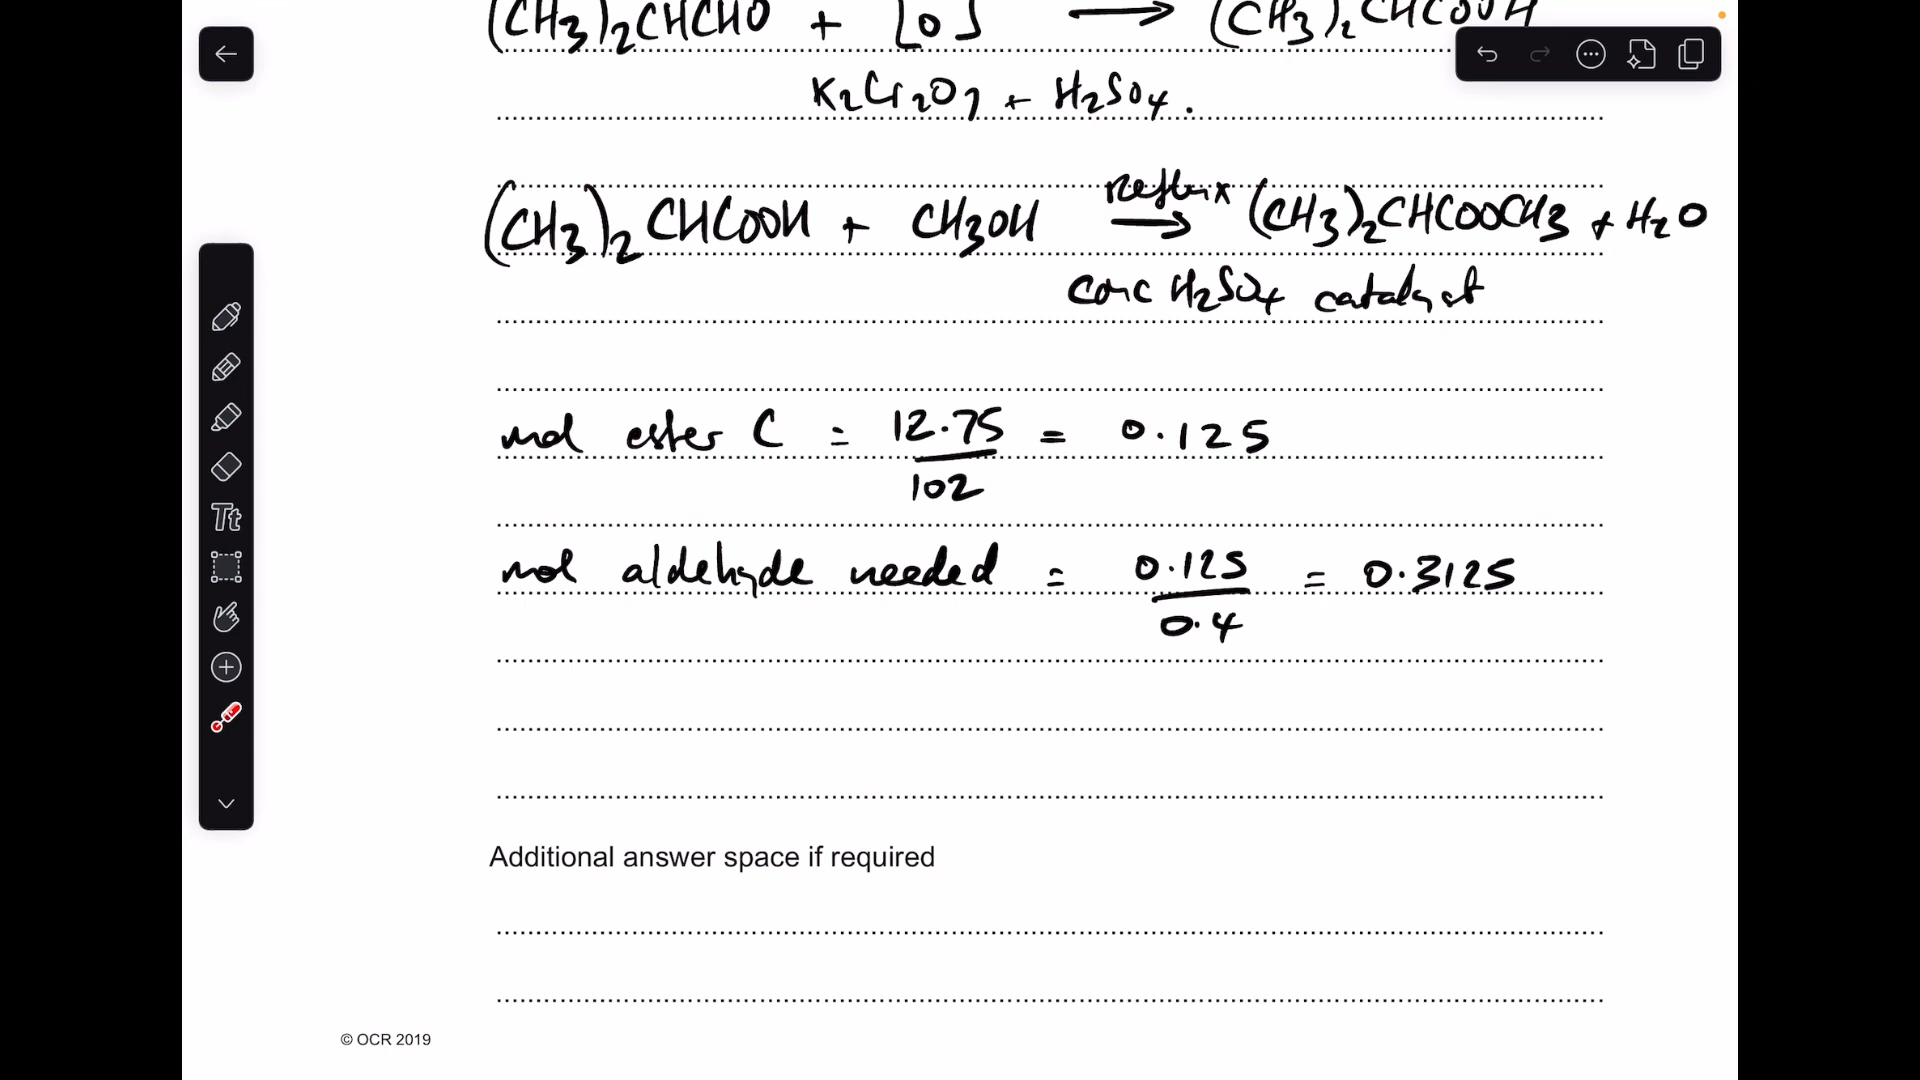 (CH3)2CHCHO + [O] ⟶ (CH3)2CHCOOH
K2Cr2O7 + H2SO4.
reflux
(CH3)2CHCOOH + CH3OH ⟶ (CH3)2CHCOOCH3 + H2O
conc H2SO4 catalyst
mol ester C = 12.75 = 0.125
102
mol aldehyde needed = 0.125 = 0.3125
0.4
Tt
Additional answer space if required
© OCR 2019